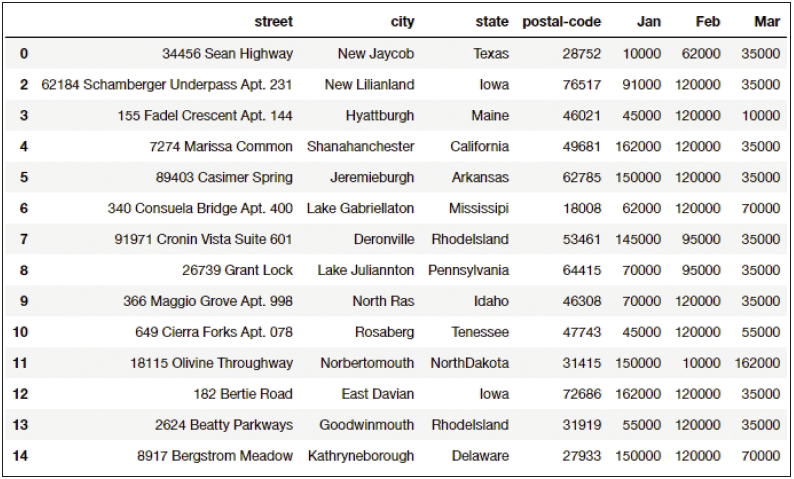 street city state postal-code Jan Feb Mar
0 34456 Sean Highway New Jaycob Texas 28752 10000 62000 35000
2 62184 Schamberger Underpass Apt. 231 New Lilianland Iowa 76517 91000 120000 35000
3 155 Fadel Crescent Apt. 144 Hyattburgh Maine 46021 45000 120000 10000
4 7274 Marissa Common Shanahanchester California 49681 162000 120000 35000
5 89403 Casimer Spring Jeremieburgh Arkansas 62785 150000 120000 35000
6 340 Consuela Bridge Apt. 400 Lake Gabriellaton Mississipi 18008 62000 120000 70000
7 91971 Cronin Vista Suite 601 Deronville RhodeIsland 53461 145000 95000 35000
8 26739 Grant Lock Lake Juliannton Pennsylvania 64415 70000 95000 35000
9 366 Maggio Grove Apt. 998 North Ras Idaho 46308 70000 120000 35000
10 649 Cierra Forks Apt. 078 Rosaberg Tenessee 47743 45000 120000 55000
11 18115 Olivine Throughway Norbertomouth NorthDakota 31415 150000 10000 162000
12 182 Bertie Road East Davian Iowa 72686 162000 120000 35000
13 2624 Beatty Parkways Goodwinmouth RhodeIsland 31919 55000 120000 35000
14 8917 Bergstrom Meadow Kathryneborough Delaware 27933 150000 120000 70000